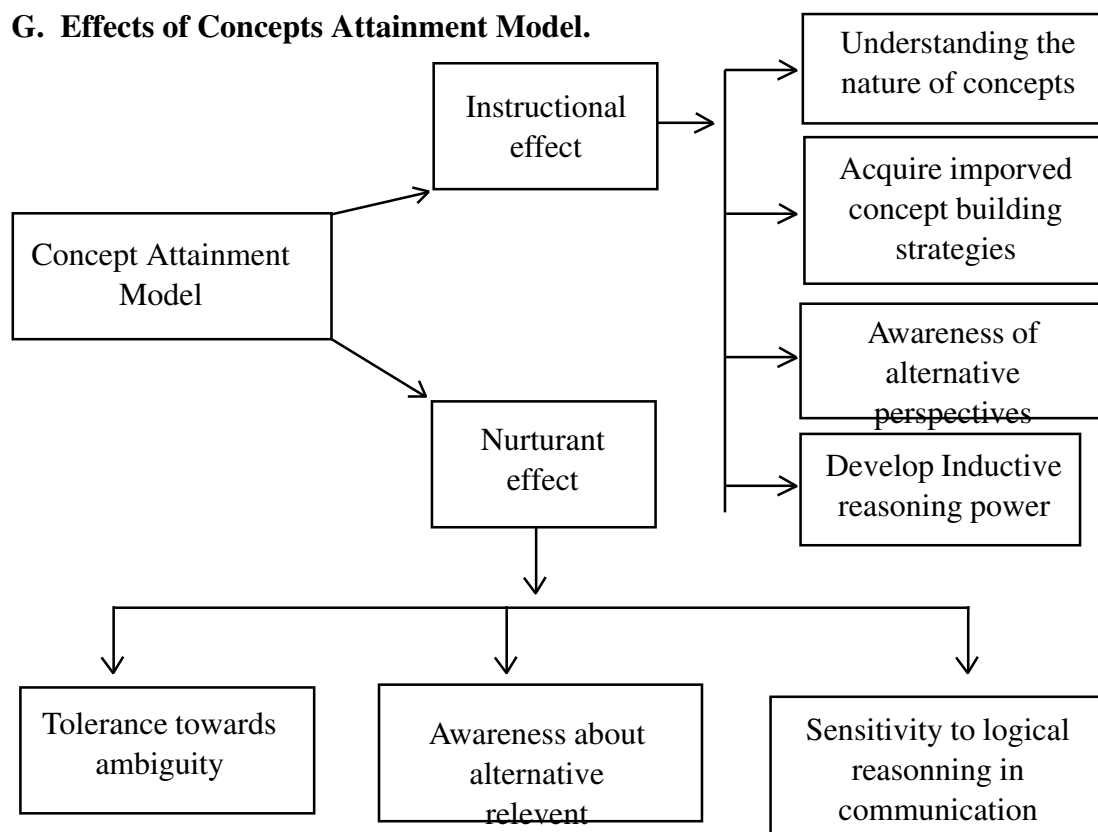 G. Effects of Concepts Attainment Model.
Understanding the
nature of concepts
Instructional
effect
Acquire imporved
concept building
strategies
Concept Attainment
Model
Awareness of
alternative
perspectives
Nurturant
effect
Develop Inductive
reasoning power
Tolerance towards
ambiguity
Awareness about
alternative
relevent
Sensitivity to logical
reasonning in
communication